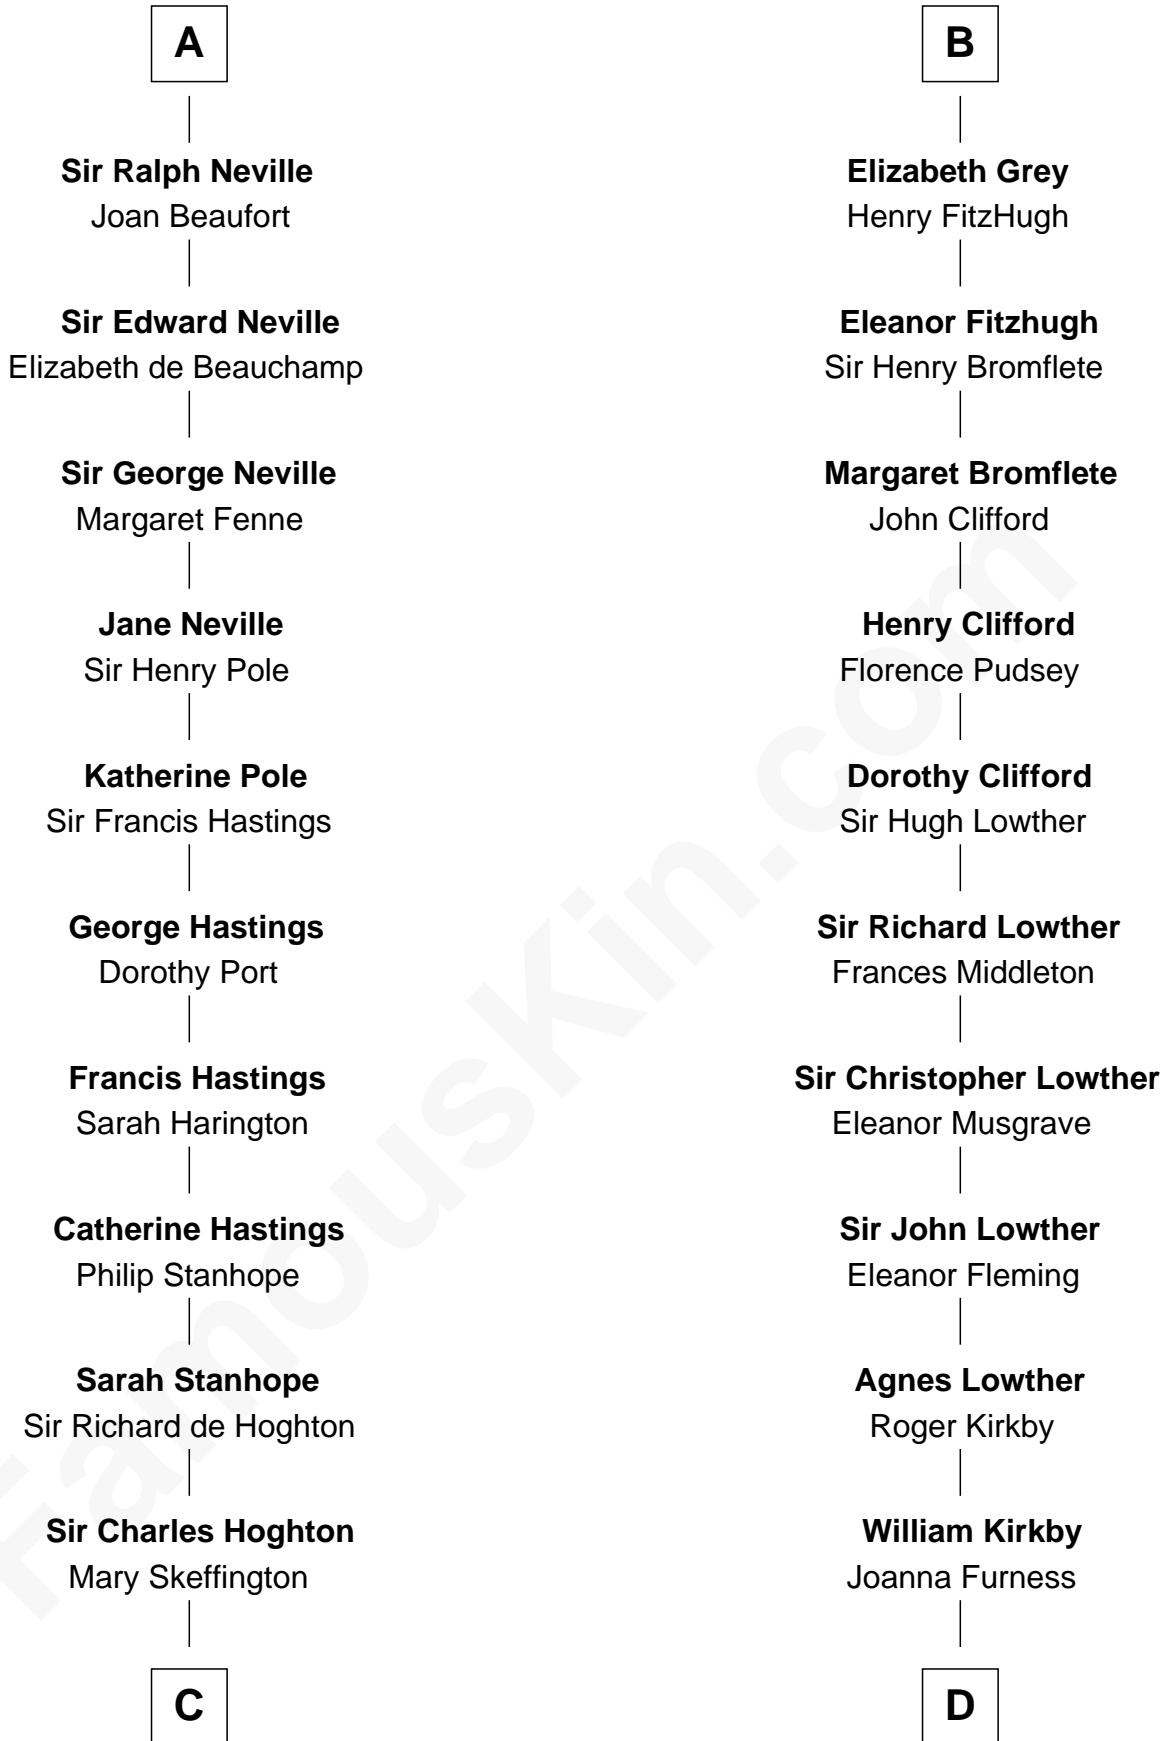 A
Sir Ralph Neville
Joan Beaufort
Sir Edward Neville
Elizabeth de Beauchamp
Sir George Neville
Margaret Fenne
Jane Neville
Sir Henry Pole
Katherine Pole
Sir Francis Hastings
George Hastings
Dorothy Port
Francis Hastings
Sarah Harington
Catherine Hastings
Philip Stanhope
Sarah Stanhope
Sir Richard de Hoghton
Sir Charles Hoghton
Mary Skeffington
C
B
Elizabeth Grey
Henry FitzHugh
Eleanor Fitzhugh
Sir Henry Bromflete
Margaret Bromflete
John Clifford
Henry Clifford
Florence Pudsey
Dorothy Clifford
Sir Hugh Lowther
Sir Richard Lowther
Frances Middleton
Sir Christopher Lowther
Eleanor Musgrave
Sir John Lowther
Eleanor Fleming
Agnes Lowther
Roger Kirkby
William Kirkby
Joanna Furness
D
FamousKin.com